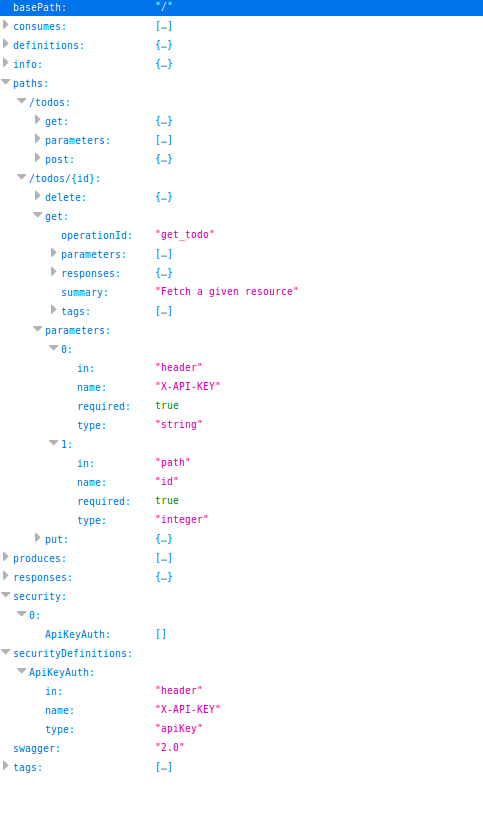 basePath: "/"
consumes: […]
definitions: {…}
info: {…}
paths:
/todos:
get: {…}
parameters: […]
post: {…}
/todos/{id}:
delete: {…}
get:
operationId: "get_todo"
parameters: […]
responses: {…}
summary: "Fetch a given resource"
tags: […]
parameters:
0:
in: "header"
name: "X-API-KEY"
required: true
type: "string"
1:
in: "path"
name: "id"
required: true
type: "integer"
put: {…}
produces: […]
responses: {…}
security:
0:
ApiKeyAuth: []
securityDefinitions:
ApiKeyAuth:
in: "header"
name: "X-API-KEY"
type: "apiKey"
swagger: "2.0"
tags: […]